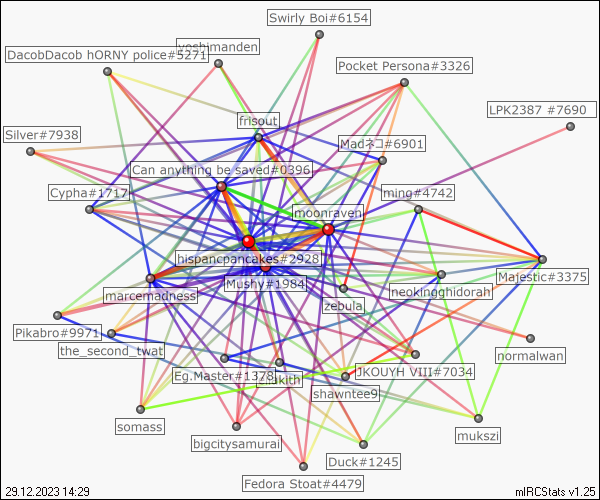 Swirly Boi#6154
yoshimanden
DacobDacob hORNY police#5271
Pocket Persona#3326
LPK2387 #7690
frisout
Silver#7938
Madネコ#6901
Can anything be saved#0396
Cypha#1717
ming#4742
moonraven
hispancpancakes#2928
Majestic#3375
Mushy#1984
marcemadness
neokingghidorah
zebula
Pikabro#9971
the_second_twat
normalwan
Eg.Master#1378
JKOUYH VIII#7034
shawntee9
somass
mukszi
bigcitysamurai
Duck#1245
Fedora Stoat#4479
29.12.2023 14:29
mIRCStats v1.25